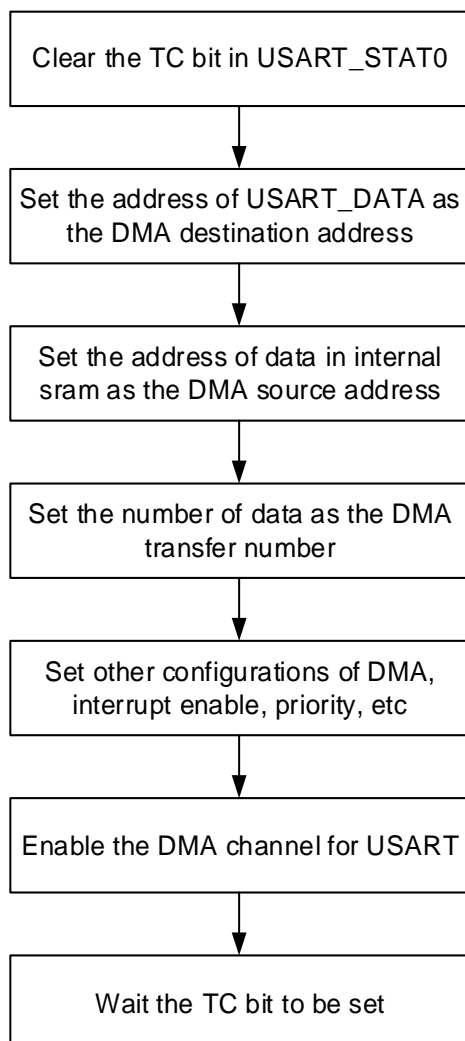 Clear the TC bit in USART_STAT0
Set the address of USART_DATA as
the DMA destination address
Set the address of data in internal
sram as the DMA source address
Set the number of data as the DMA
transfer number
Set other configurations of DMA,
interrupt enable, priority, etc
Enable the DMA channel for USART
Wait the TC bit to be set